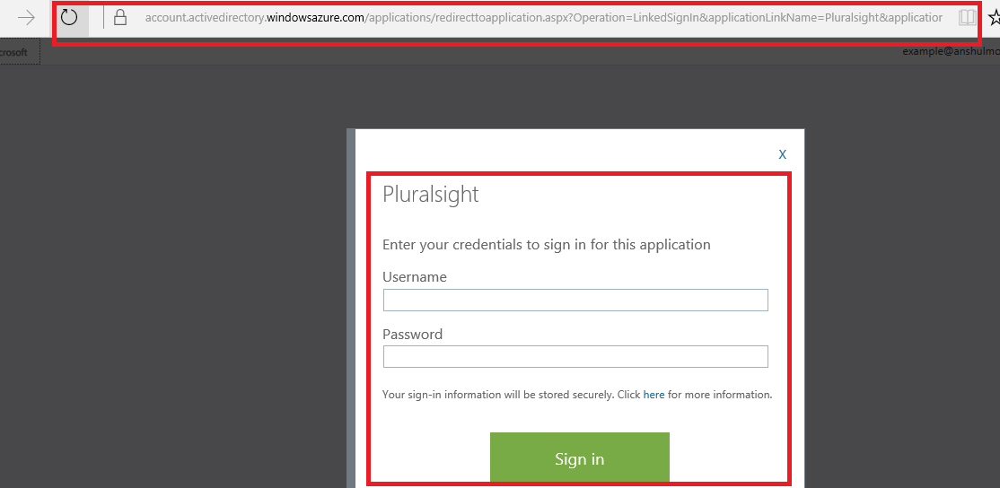 account.activedirectory.windowsazure.com/applications/redirecttoapplication.aspx?Operation=LinkedSignIn&applicationLinkName=Pluralsight&applicatior
crosoft
example@anshulmo
X
Pluralsight
Enter your credentials to sign in for this application
Username
Password
Your sign-in information will be stored securely. Click here for more information.
Sign in